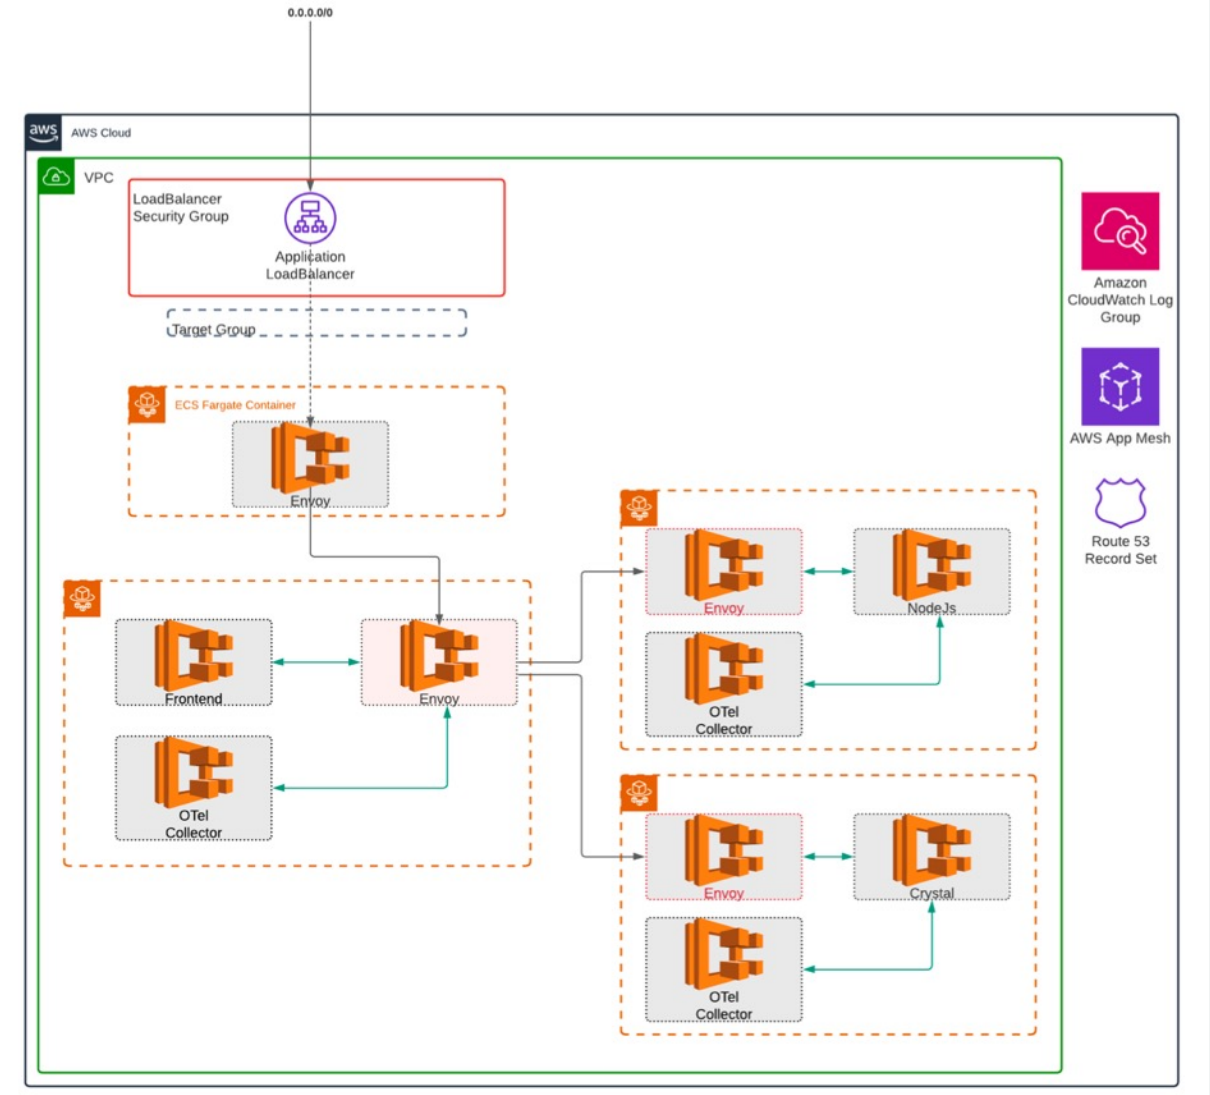 0.0.0.0/0
aws
AWS Cloud
VPC
LoadBalancer
Security Group
Application
LoadBalancer
Target Group
ECS Fargate Container
Envoy
Frontend
Envoy
OTel
Collector
Envoy
NodeJs
OTel
Collector
Envoy
Crystal
OTel
Collector
Amazon
CloudWatch Log
Group
AWS App Mesh
Route 53
Record Set